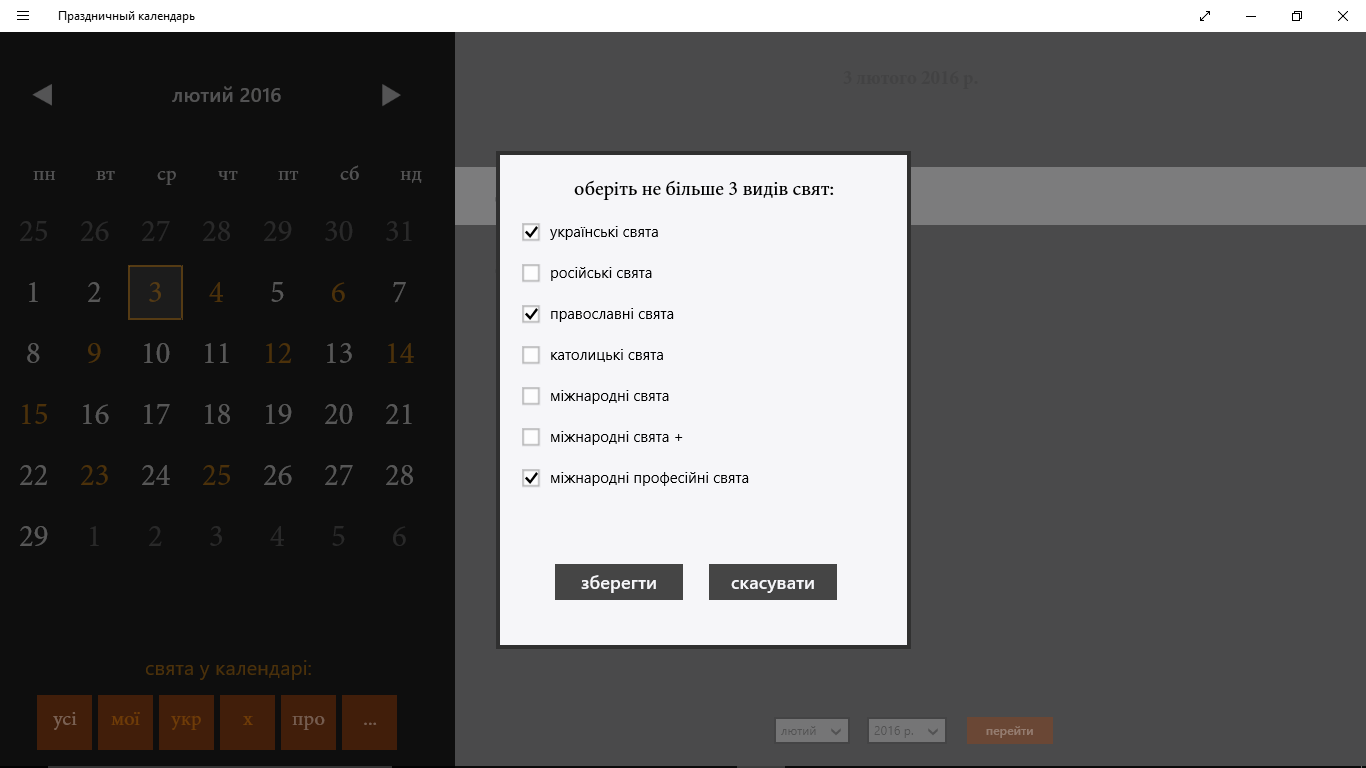 Праздничный календарь
лютий 2016
пн вт ср чт пт сб нд
25 26 27 28 29 30 31
1 2 3 4 5 6 7
8 9 10 11 12 13 14
15 16 17 18 19 20 21
22 23 24 25 26 27 28
29 1 2 3 4 5 6
свята у календарі:
усі мої укр х про ...
3 лютого 2016 р.
оберіть не більше 3 видів свят:
українські свята
російські свята
православні свята
католицькі свята
міжнародні свята
міжнародні свята +
міжнародні професійні свята
зберегти скасувати
лютий 2016 р. перейти